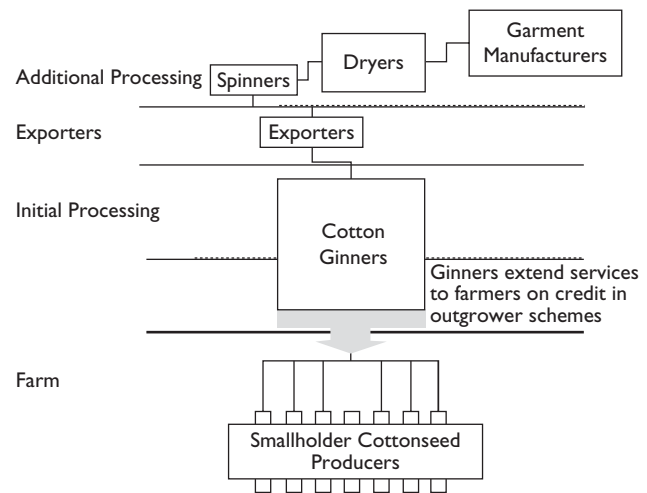 Garment
Manufacturers
Dryers
Additional Processing
Spinners
Exporters
Exporters
Initial Processing
Cotton
Ginners
Ginners extend services
to farmers on credit in
outgrower schemes
Farm
Smallholder Cottonseed
Producers